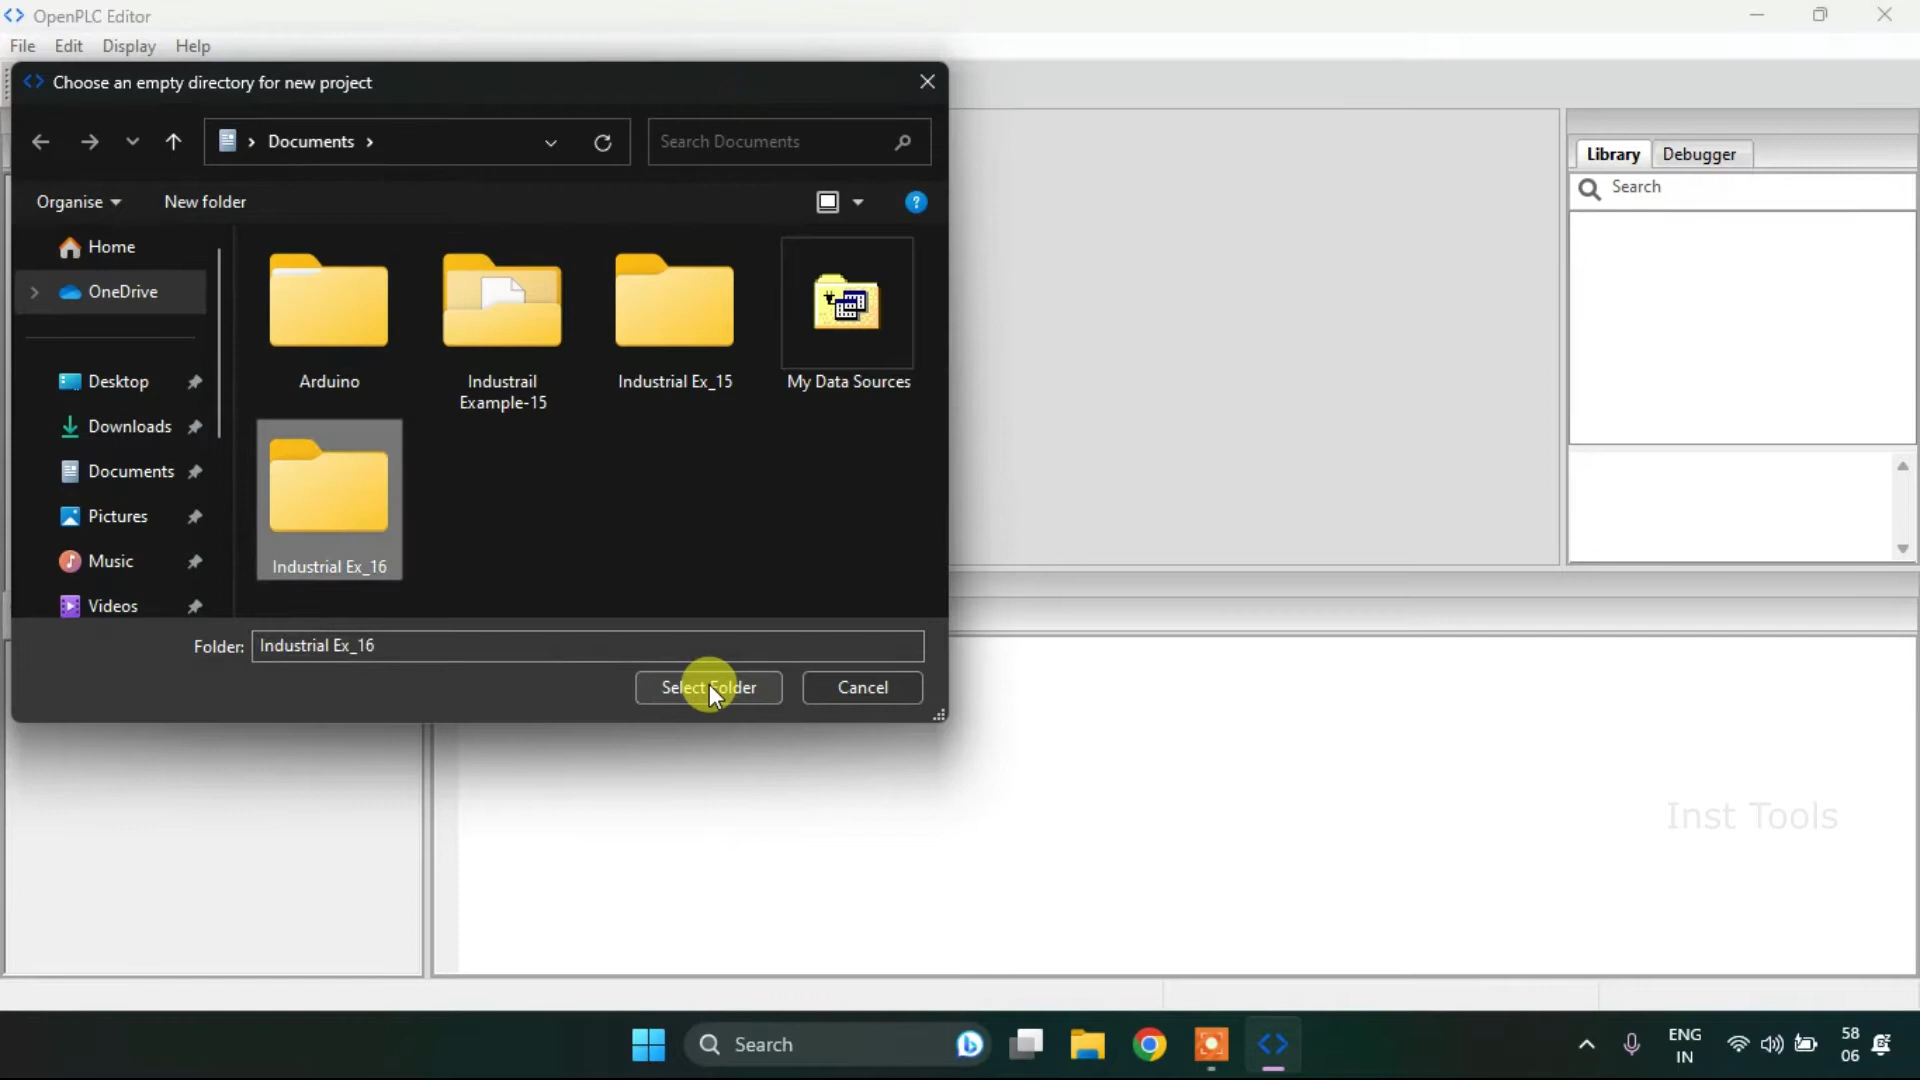 OpenPLC Editor
File Edit Display Help
Choose an empty directory for new project
Documents
Search Documents
Organise
New folder
Home
OneDrive
Desktop
Downloads
Documents
Pictures
Music
Videos
Arduino
Industrail
Example-15
Industrial Ex_15
My Data Sources
Industrial Ex_16
Folder: Industrial Ex_16
Select Folder
Cancel
Library Debugger
Search
Inst Tools
Search
ENG
IN
58
06